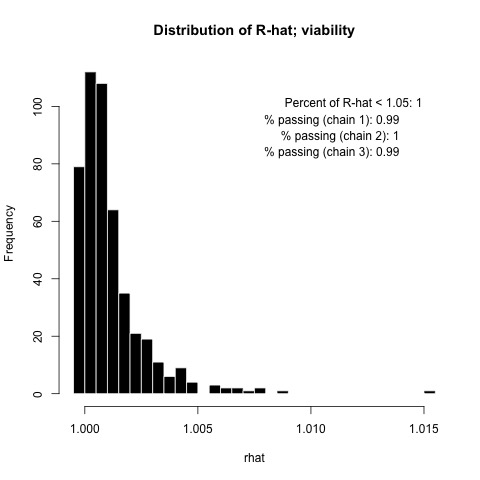 Distribution of R-hat; viability
Percent of R-hat < 1.05: 1
% passing (chain 1): 0.99
% passing (chain 2): 1
% passing (chain 3): 0.99
Frequency
100
80
60
40
20
0
1.000 1.005 1.010 1.015
rhat